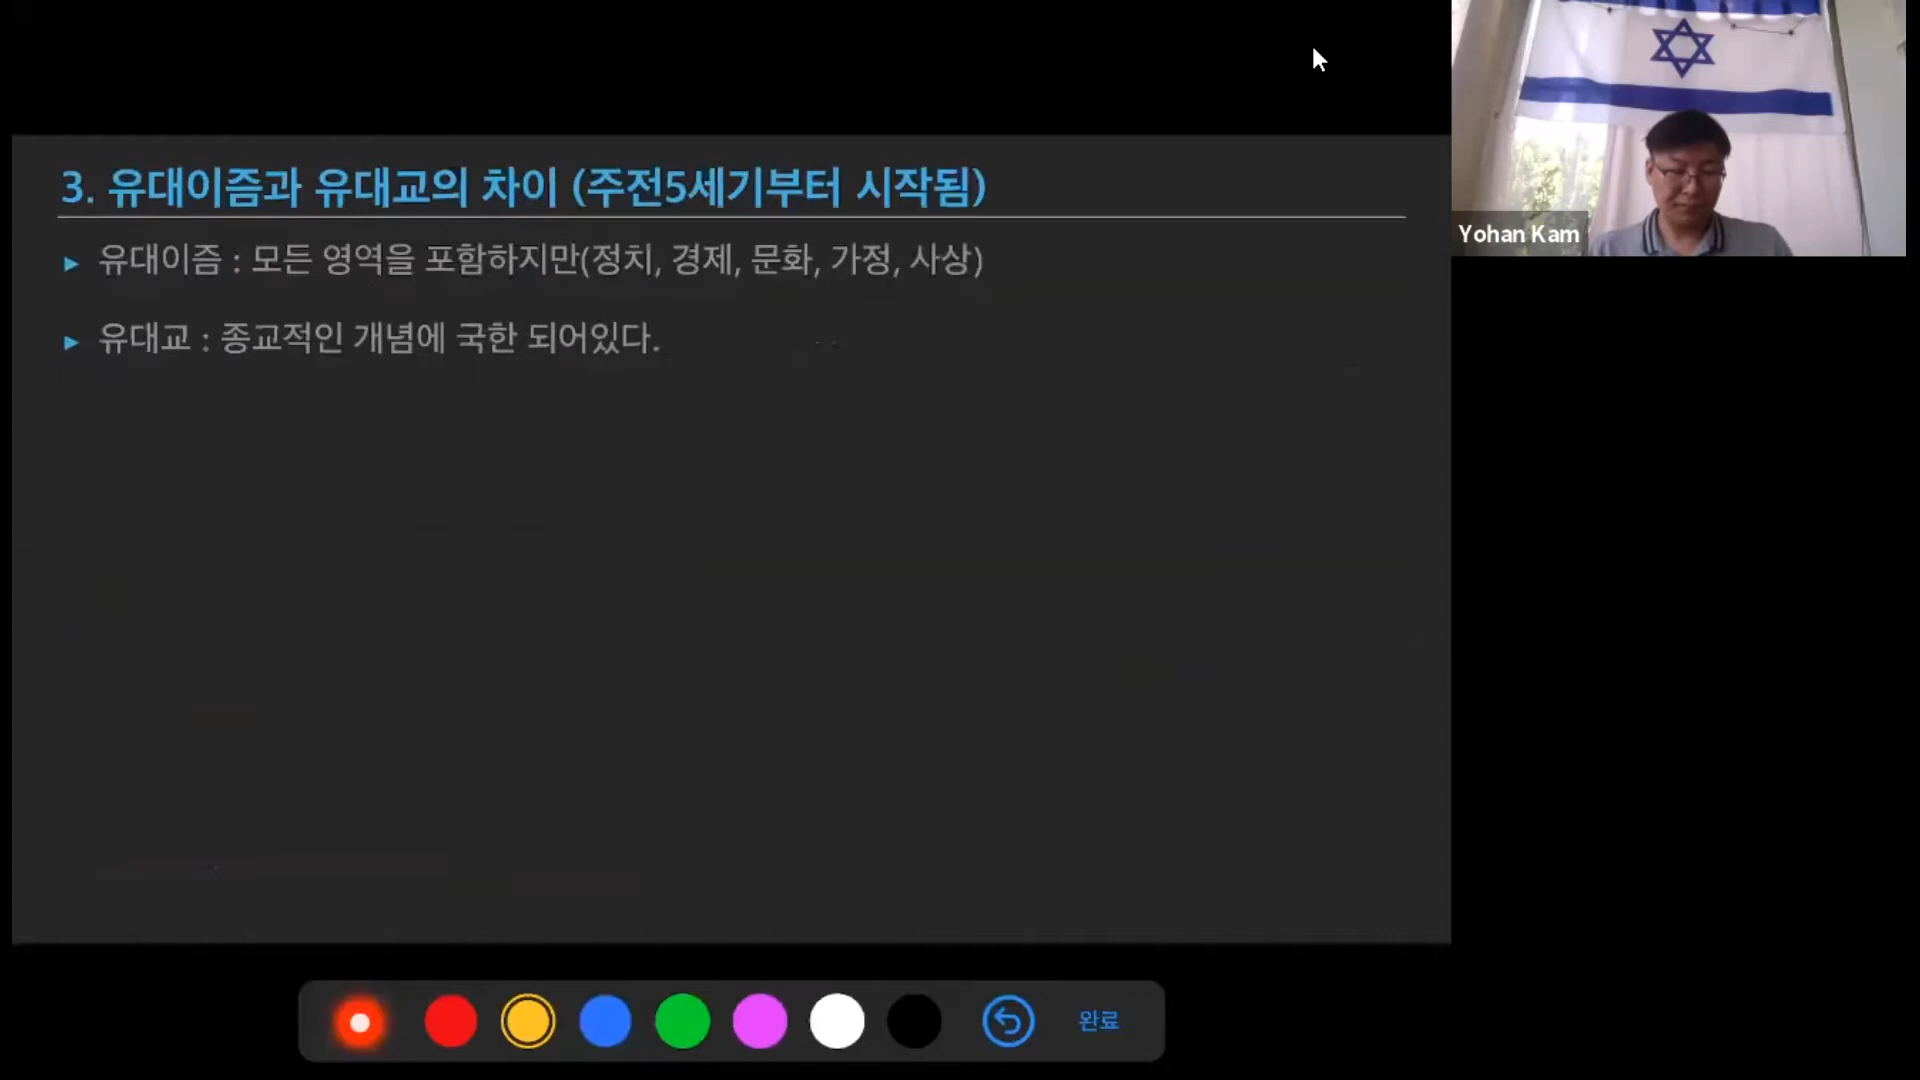 3. 유대이즘과 유대교의 차이 (주전5세기부터 시작됨)
▸ 유대이즘 : 모든 영역을 포함하지만(정치, 경제, 문화, 가정, 사상)
▸ 유대교 : 종교적인 개념에 국한 되어있다.
Yohan Kam
완료